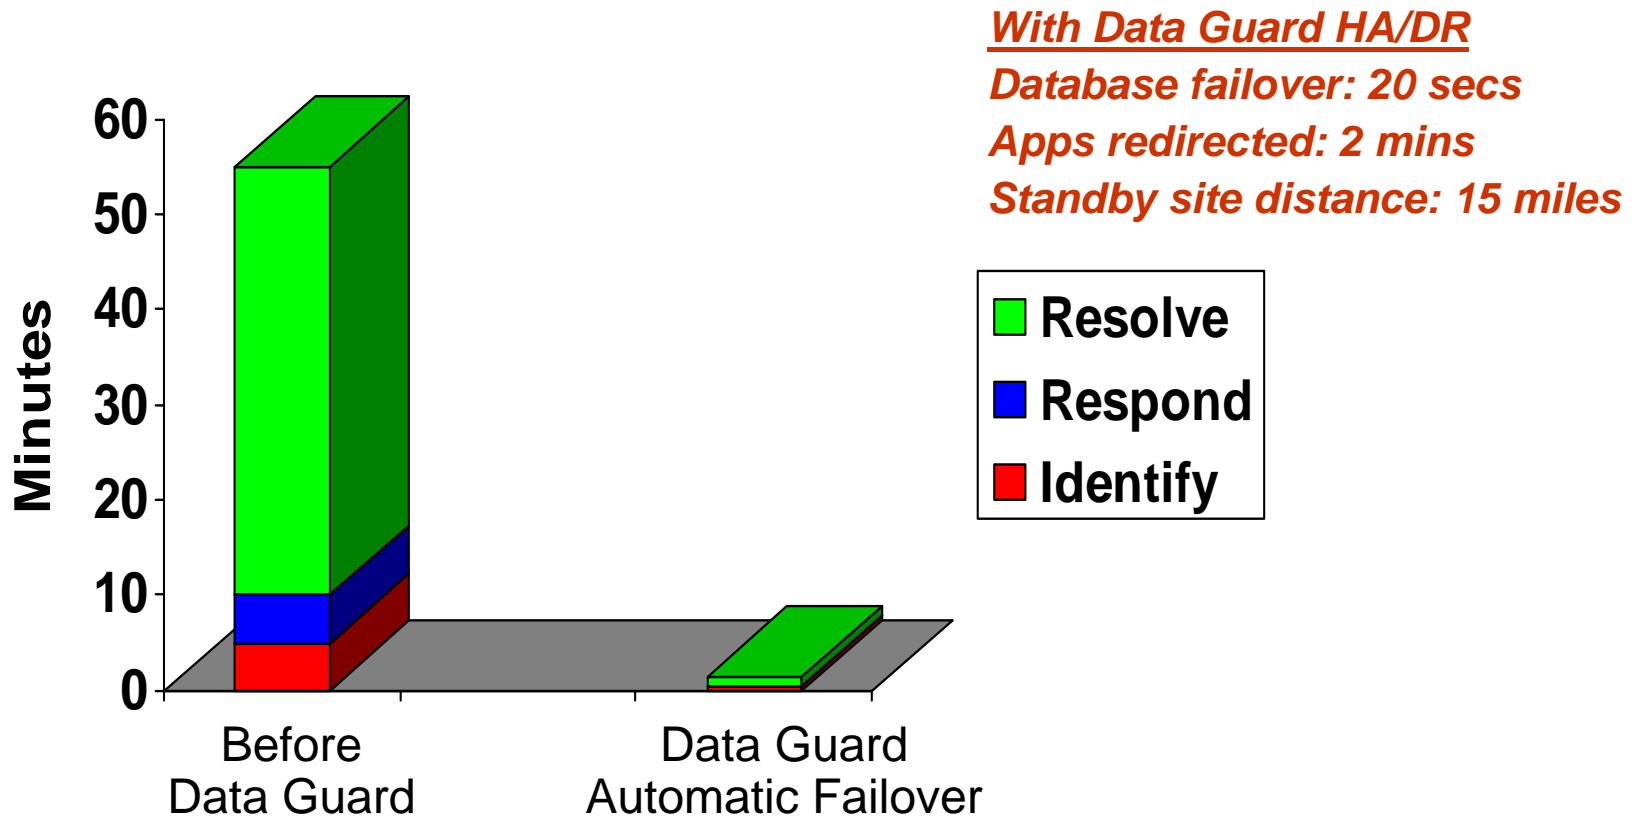 With Data Guard HA/DR
Database failover: 20 secs
Apps redirected: 2 mins
Standby site distance: 15 miles
Minutes
60
50
40
30
20
10
0
Resolve
Respond
Identify
Before
Data Guard
Data Guard
Automatic Failover